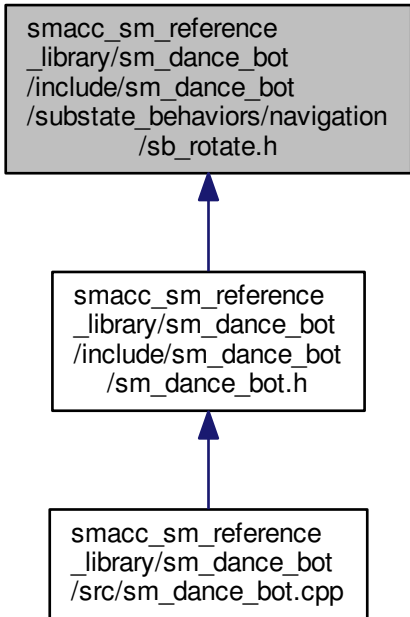 smacc_sm_reference
_library/sm_dance_bot
/include/sm_dance_bot
/substate_behaviors/navigation
/sb_rotate.h
smacc_sm_reference
_library/sm_dance_bot
/include/sm_dance_bot
/sm_dance_bot.h
smacc_sm_reference
_library/sm_dance_bot
/src/sm_dance_bot.cpp